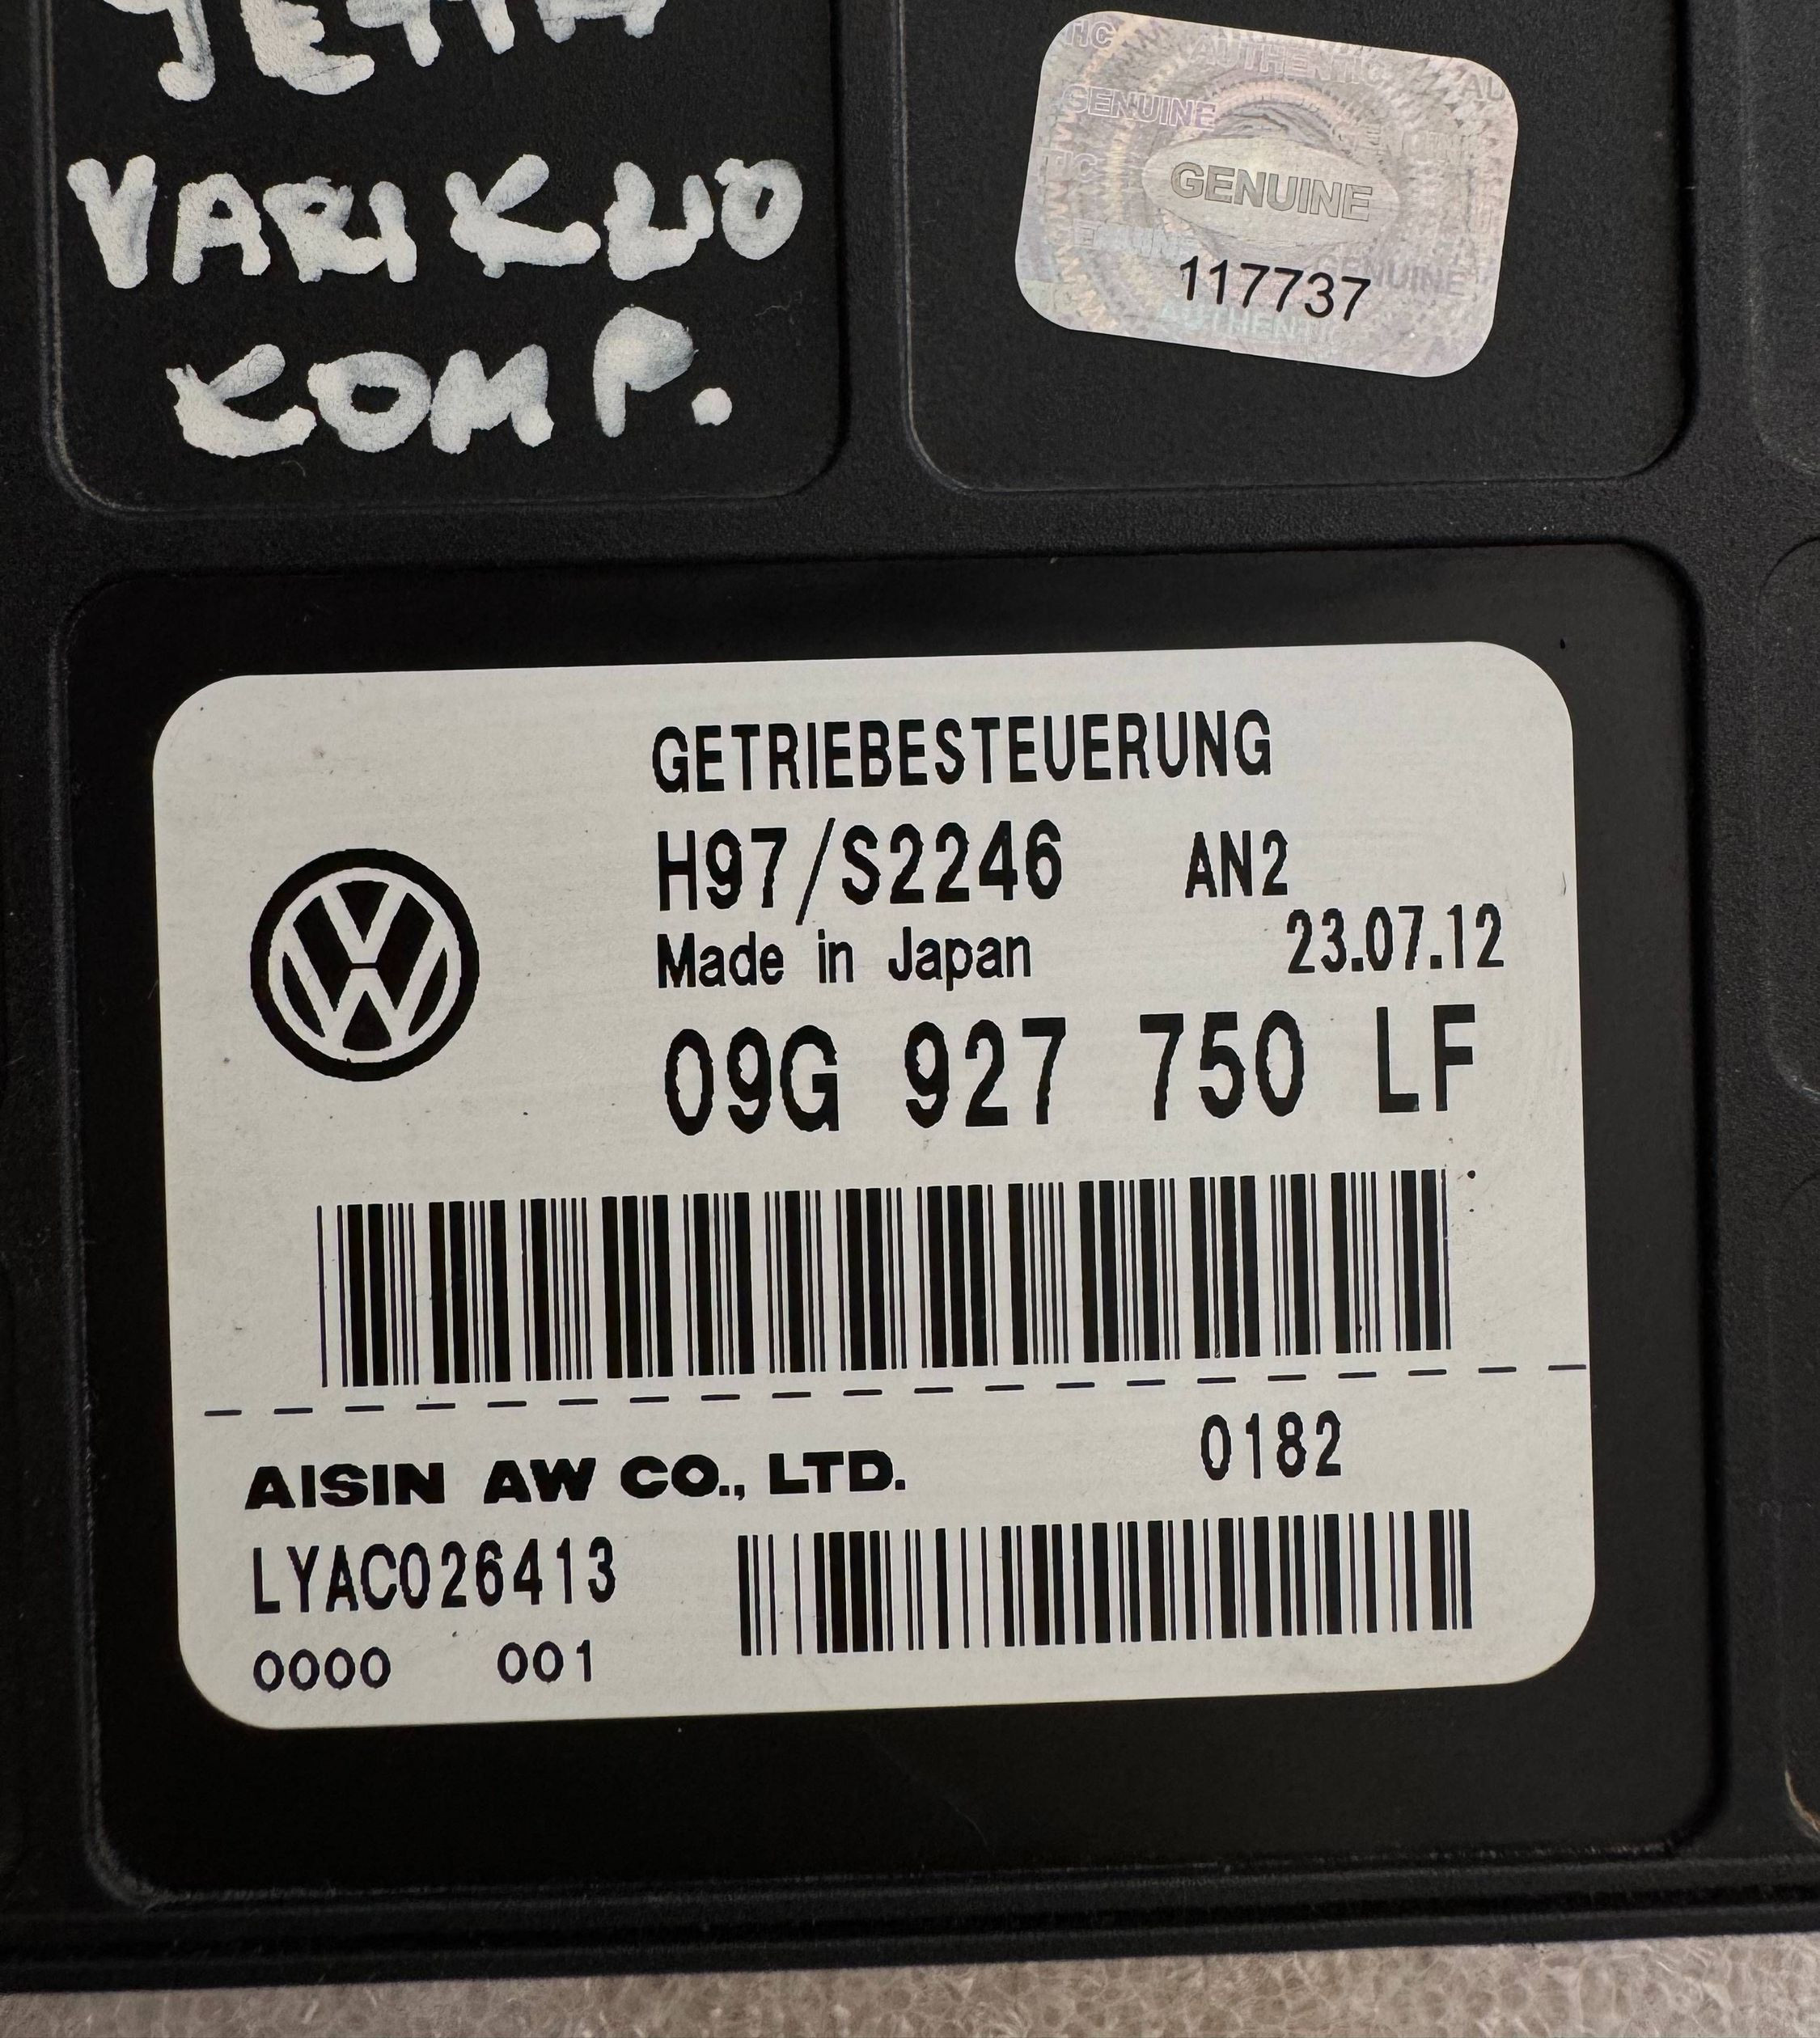 JETTA
VARIKLIO
KOMP.
GENUINE
117737
GETRIEBESTEUERUNG
H97/S2246 AN2
Made in Japan 23.07.12
09G 927 750 LF
AISIN AW CO., LTD. 0182
LYAC026413
0000 001